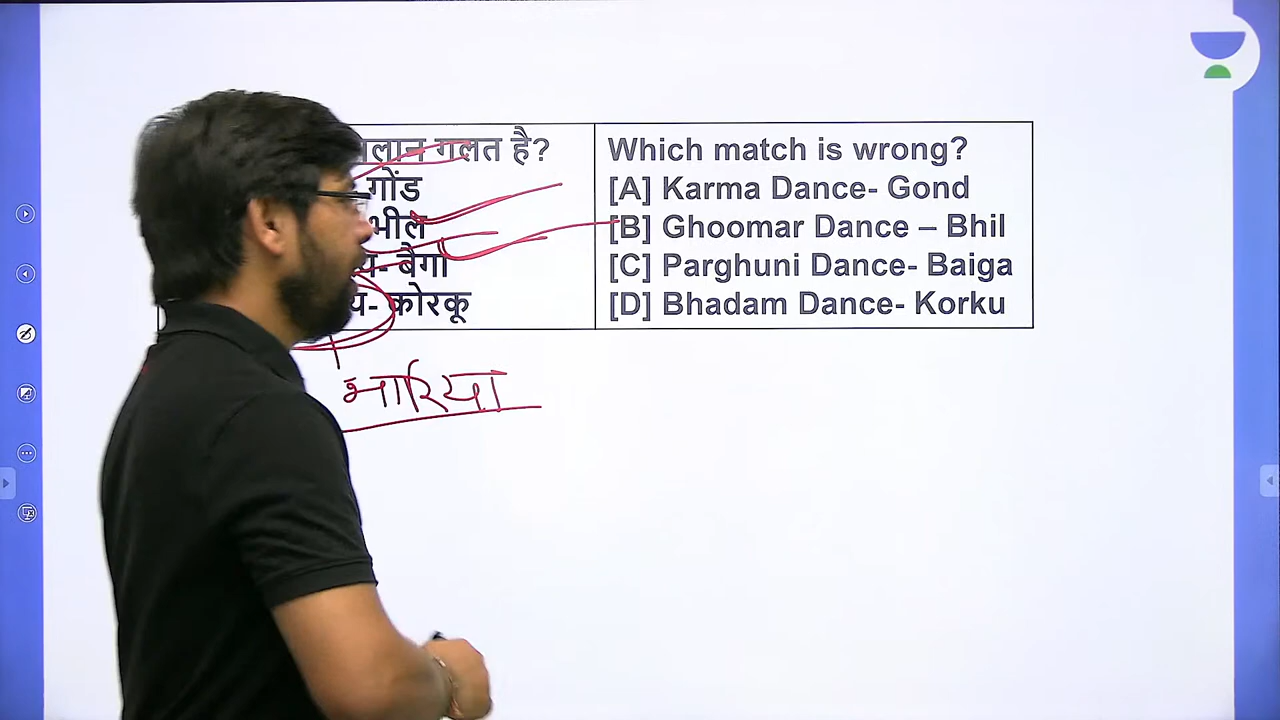 गलत है?
Which match is wrong?
गोंड
[A] Karma Dance- Gond
भील
[B] Ghoomar Dance – Bhil
बैगा
[C] Parghuni Dance- Baiga
कोरकू
[D] Bhadam Dance- Korku
भारिया